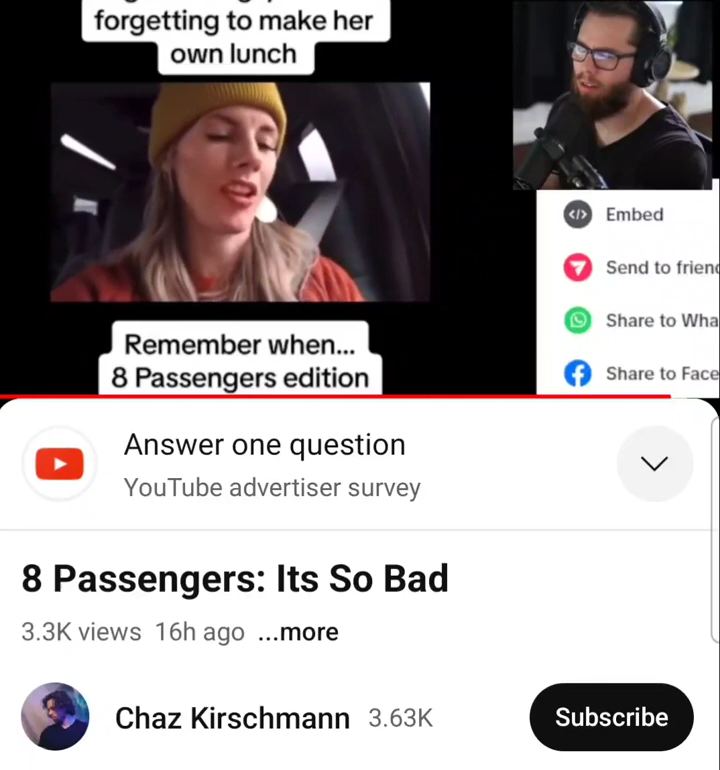 forgetting to make her
own lunch
Embed
Send to frien
Share to Wha
Share to Face
Remember when...
8 Passengers edition
Answer one question
YouTube advertiser survey
8 Passengers: Its So Bad
3.3K views 16h ago ...more
Chaz Kirschmann 3.63K
Subscribe